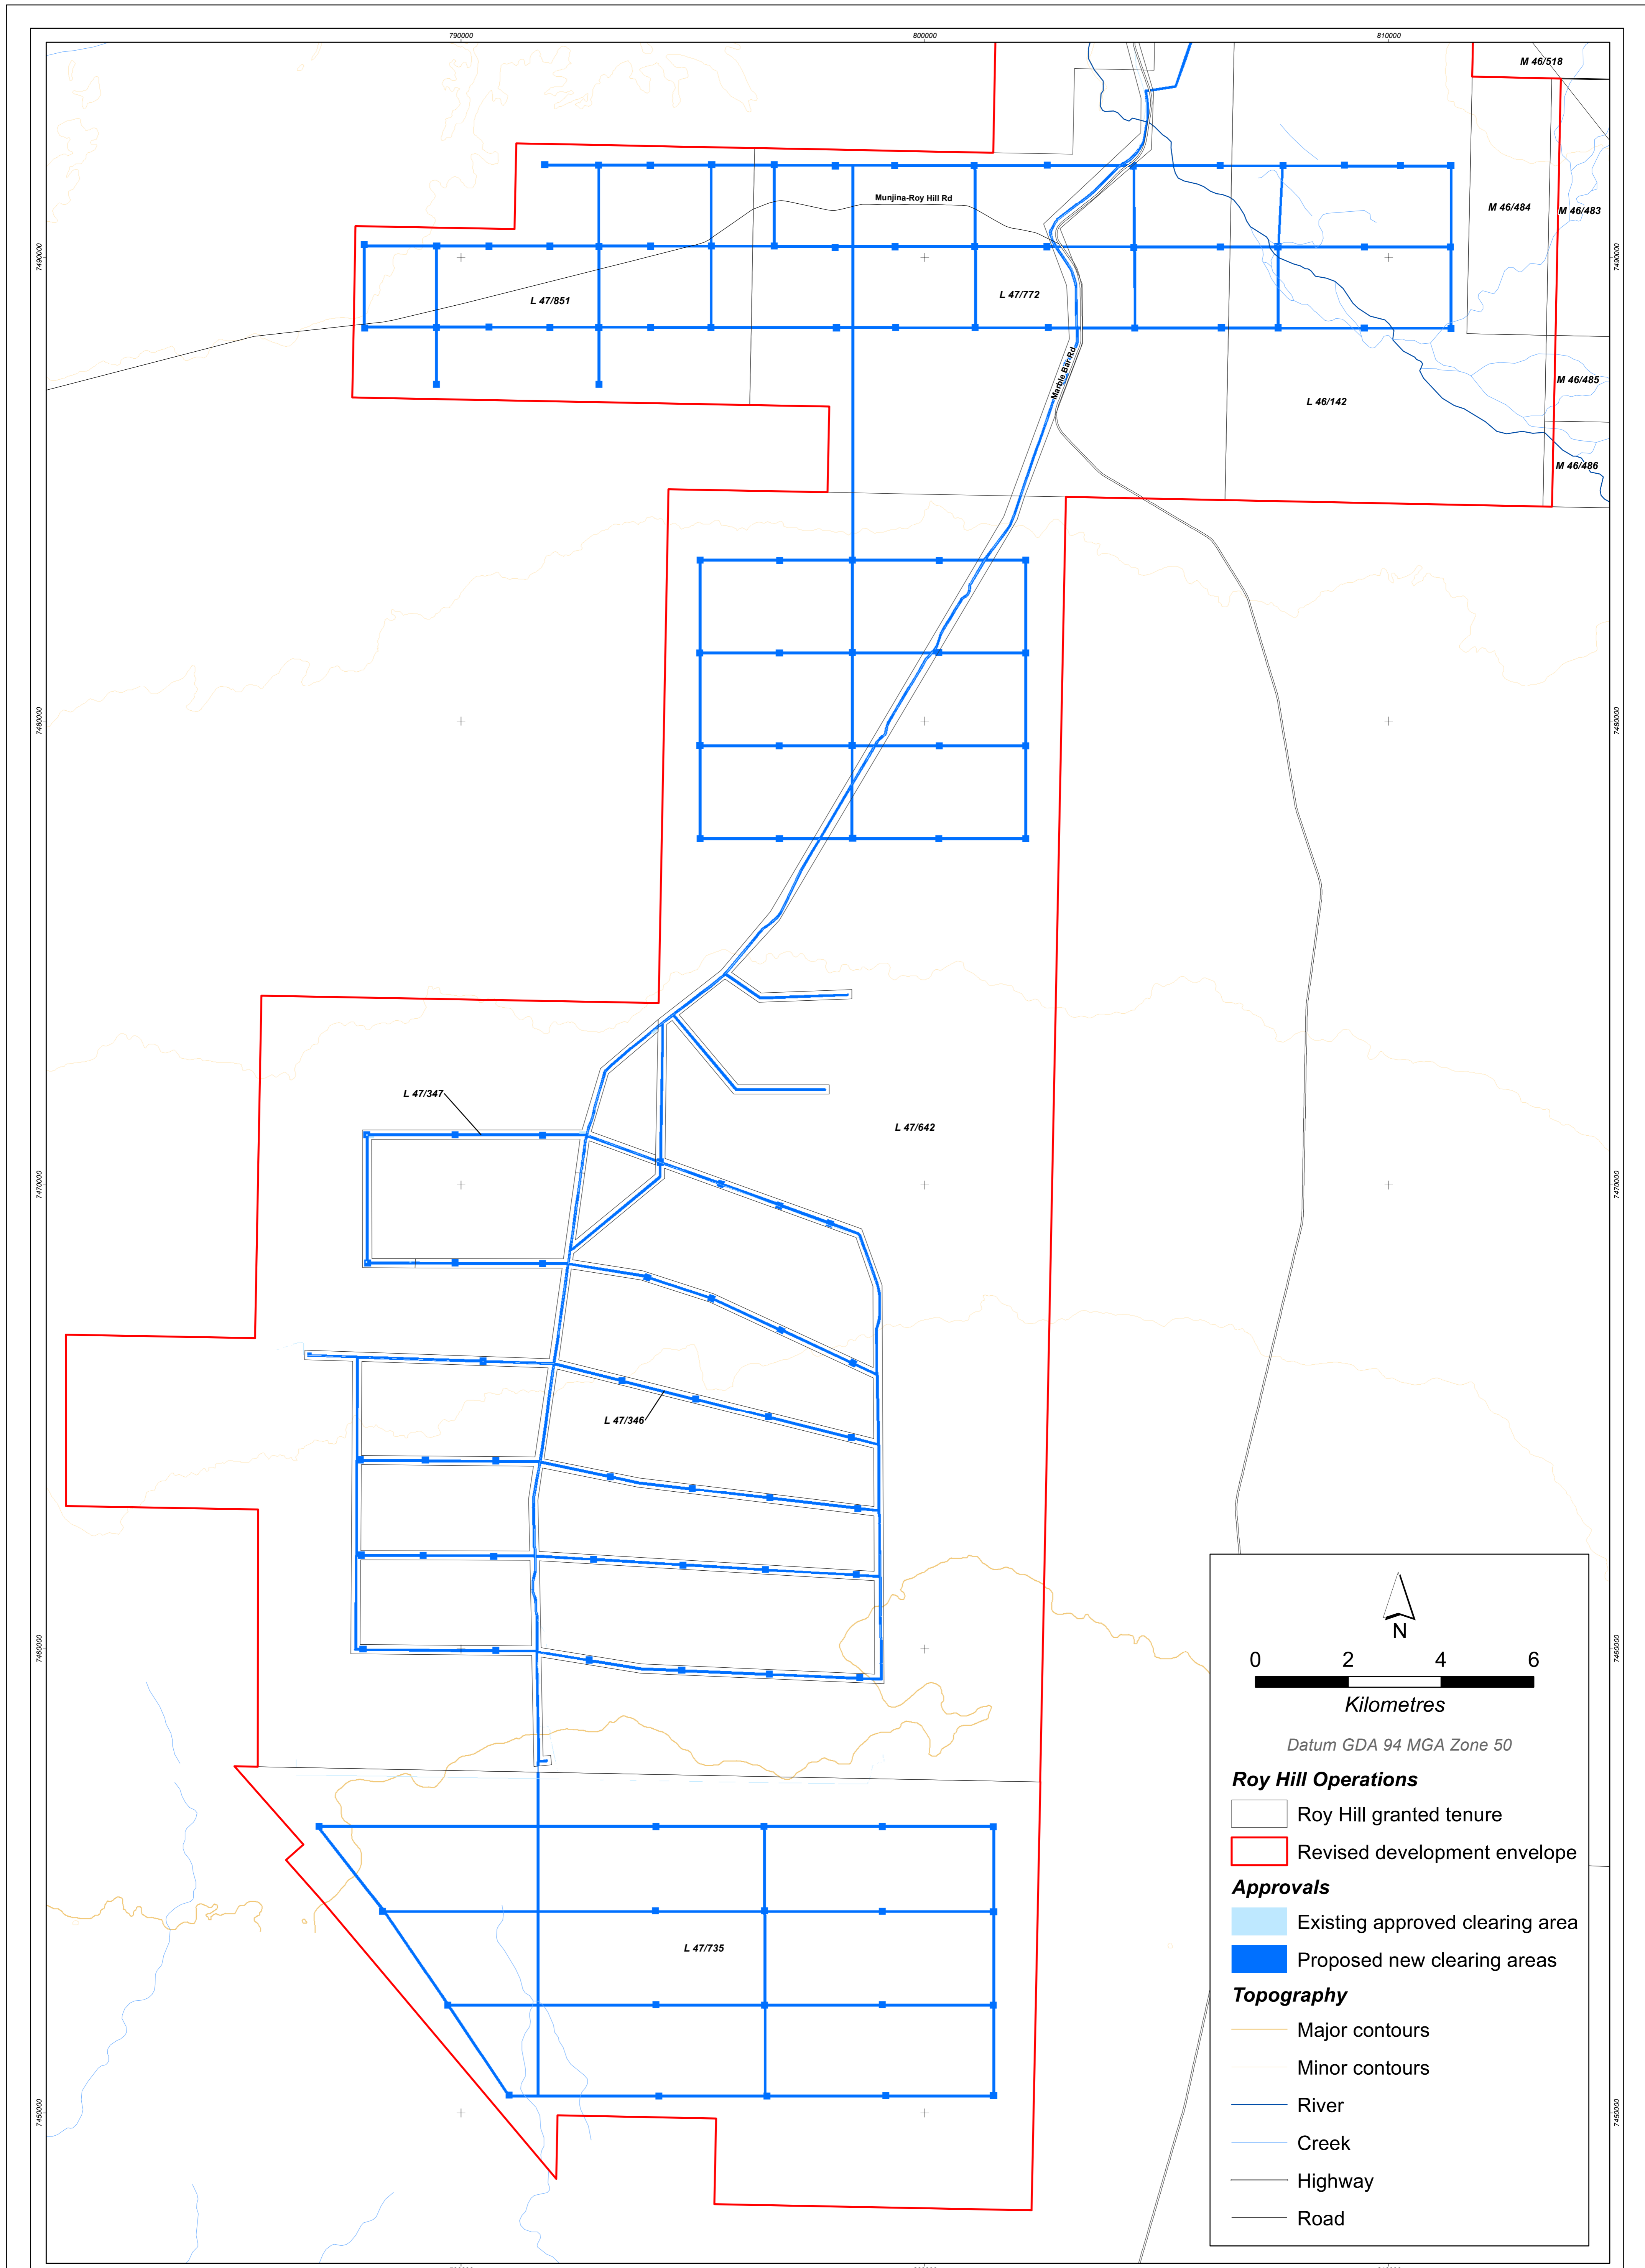 790000
800000
810000
M 46/518
M 46/484
M 46/483
Munjina-Roy Hill Rd
7490000
7490000
L 47/851
L 47/772
Marble Bar Rd
M 46/485
L 46/142
M 46/486
7480000
7480000
L 47/347
L 47/642
7470000
7470000
L 47/346
7460000
7460000
N
0 2 4 6
Kilometres
Datum GDA 94 MGA Zone 50
Roy Hill Operations
Roy Hill granted tenure
Revised development envelope
Approvals
Existing approved clearing area
Proposed new clearing areas
L 47/735
Topography
Major contours
Minor contours
River
7450000
7450000
Creek
Highway
Road